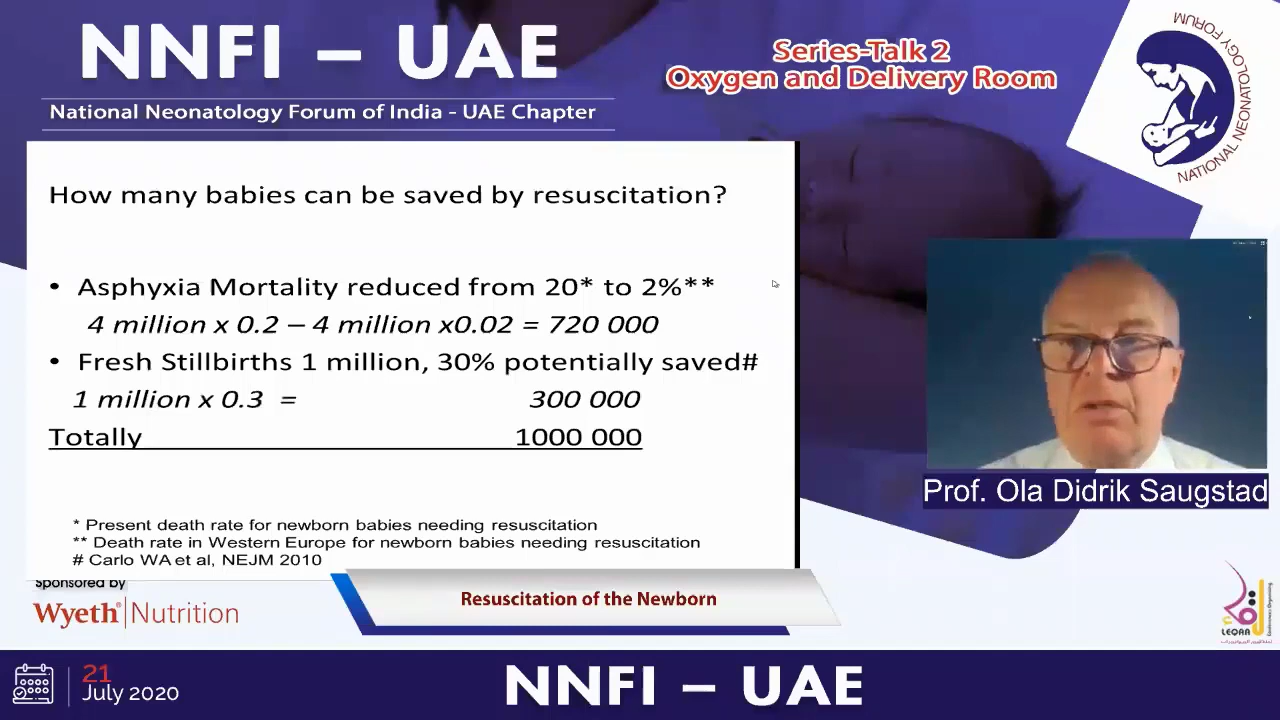 NNFI – UAE
National Neonatology Forum of India - UAE Chapter
Series-Talk 2
Oxygen and Delivery Room
NATIONAL NEONATOLOGY FORUM
How many babies can be saved by resuscitation?
• Asphyxia Mortality reduced from 20* to 2%**
4 million x 0.2 – 4 million x0.02 = 720 000
• Fresh Stillbirths 1 million, 30% potentially saved#
1 million x 0.3 = 300 000
Totally 1000 000
* Present death rate for newborn babies needing resuscitation
** Death rate in Western Europe for newborn babies needing resuscitation
# Carlo WA et al, NEJM 2010
Prof. Ola Didrik Saugstad
Sponsored by
Wyeth® | Nutrition
Resuscitation of the Newborn
LEQAA
21
July 2020
NNFI – UAE